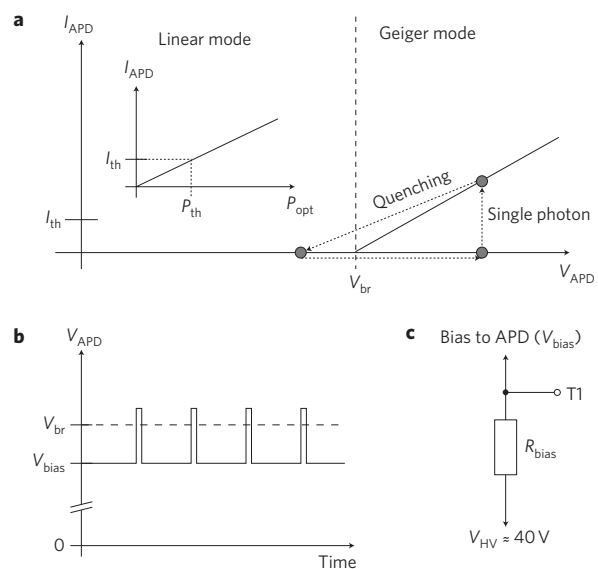 a
I_APD
Linear mode
Geiger mode
I_APD
I_th
P_th
P_opt
I_th
Quenching
Single photon
V_br
V_APD
b
V_APD
V_br
V_bias
0
Time
c
Bias to APD (V_bias)
T1
R_bias
V_HV ≈ 40 V